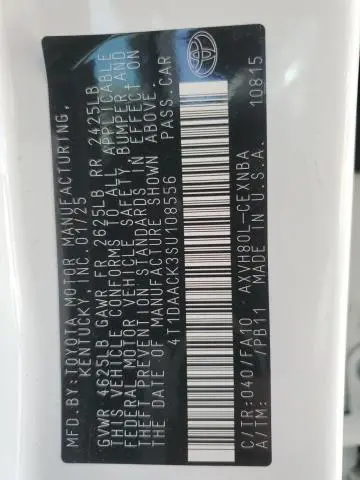 MFD.BY:TOYOTA MOTOR MANUFACTURING,
KENTUCKY, INC. 01/25
GVWR 4625LB GAWR FR 2625LB RR 2425LB
THIS VEHICLE CONFORMS TO ALL APPLICABLE
FEDERAL MOTOR VEHICLE SAFETY, BUMPER AND
THEFT PREVENTION STANDARDS IN EFFECT ON
THE DATE OF MANUFACTURE SHOWN ABOVE.
4T1DAACK3SU108556 PASS.CAR
C/TR:040/FA10 AXVH80L-CEXNBA
A/TM: /PB11 U.S.A. 10815